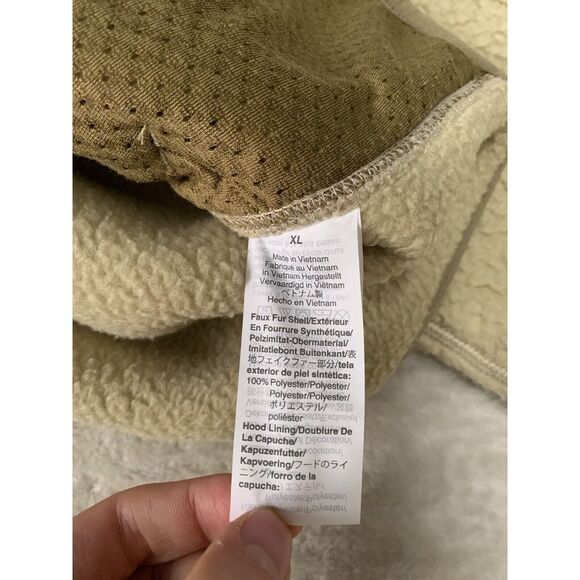 XL
Made in Vietnam
Fabriqué au Vietnam
in Vietnam Hergestellt
Vervaardigd in Viëtnam
ベトナム製
Hecho en Vietnam
Faux Fur Shell/Extérieur
En Fourrure Synthétique/
Pelzimitat-Obermaterial/
Imitatiebont Buitenkant/表
地フェイクファー部分/tela
exterior de piel sintética:
100% Polyester/Polyester/
Polyester/Polyester/
ポリエステル/
poliéster
Hood Lining/Doublure De
La Capuche/
Kapuzenfutter/
Kapvoering/フードのライ
ニング/forro de la
capucha: